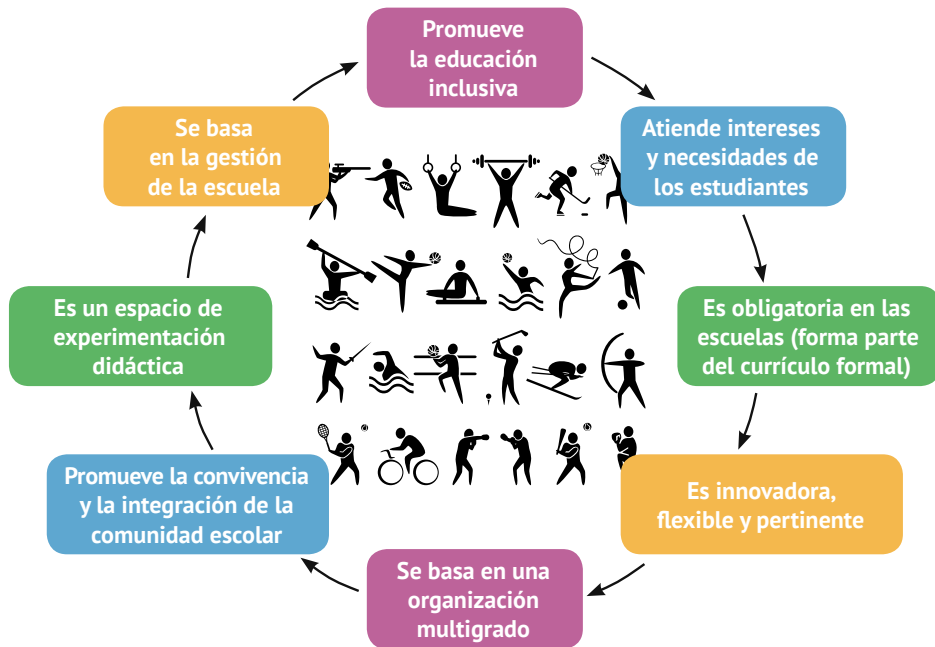 Promueve
la educación
inclusiva
Atiende intereses
y necesidades de
los estudiantes
Es obligatoria en las
escuelas (forma parte
del currículo formal)
Es innovadora,
flexible y pertinente
Se basa en una
organización
multigrado
Promueve la convivencia
y la integración de la
comunidad escolar
Es un espacio de
experimentación
didáctica
Se basa
en la gestión
de la escuela